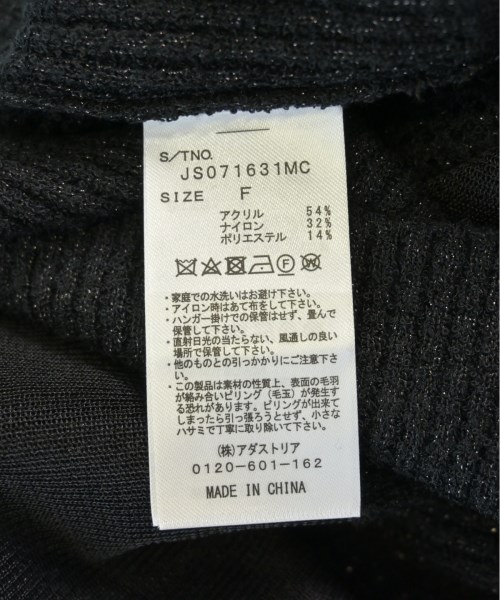 S/TNO.
JS071631MC
SIZE F
アクリル 54%
ナイロン 32%
ポリエステル 14%
F W
・家庭での水洗いはお避け下さい。
・アイロン時はあて布をして下さい。
・ハンガー掛けでの保管はせず、畳んで
保管して下さい。
・直射日光の当たらない、風通しの良い
場所で保管して下さい。
・他のものとの引っかかりにご注意下さ
い。
・この製品は素材の性質上、表面の毛羽
が絡み合いピリング（毛玉）が発生す
る恐れがあります。ピリングが出来て
しまったら引っ張ろうとせず、小さな
ハサミで丁寧に取り除いて下さい。
(株)アダストリア
0120-601-162
MADE IN CHINA